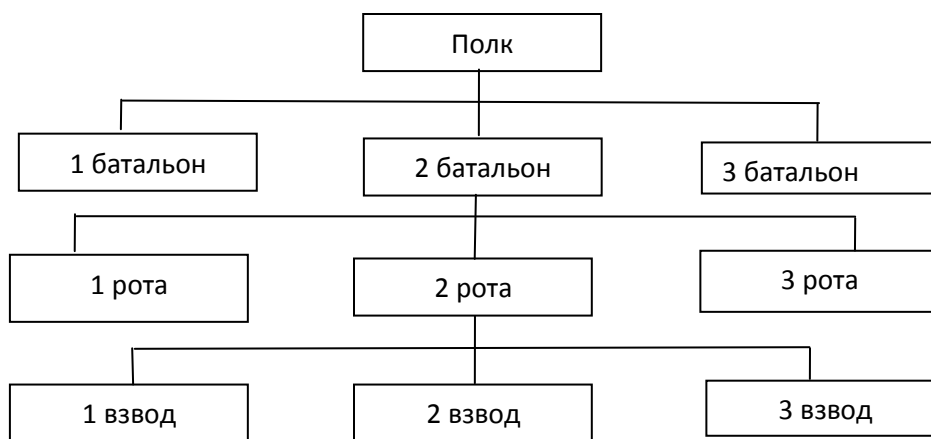 Полк
1 батальон
2 батальон
3 батальон
1 рота
2 рота
3 рота
1 взвод
2 взвод
3 взвод